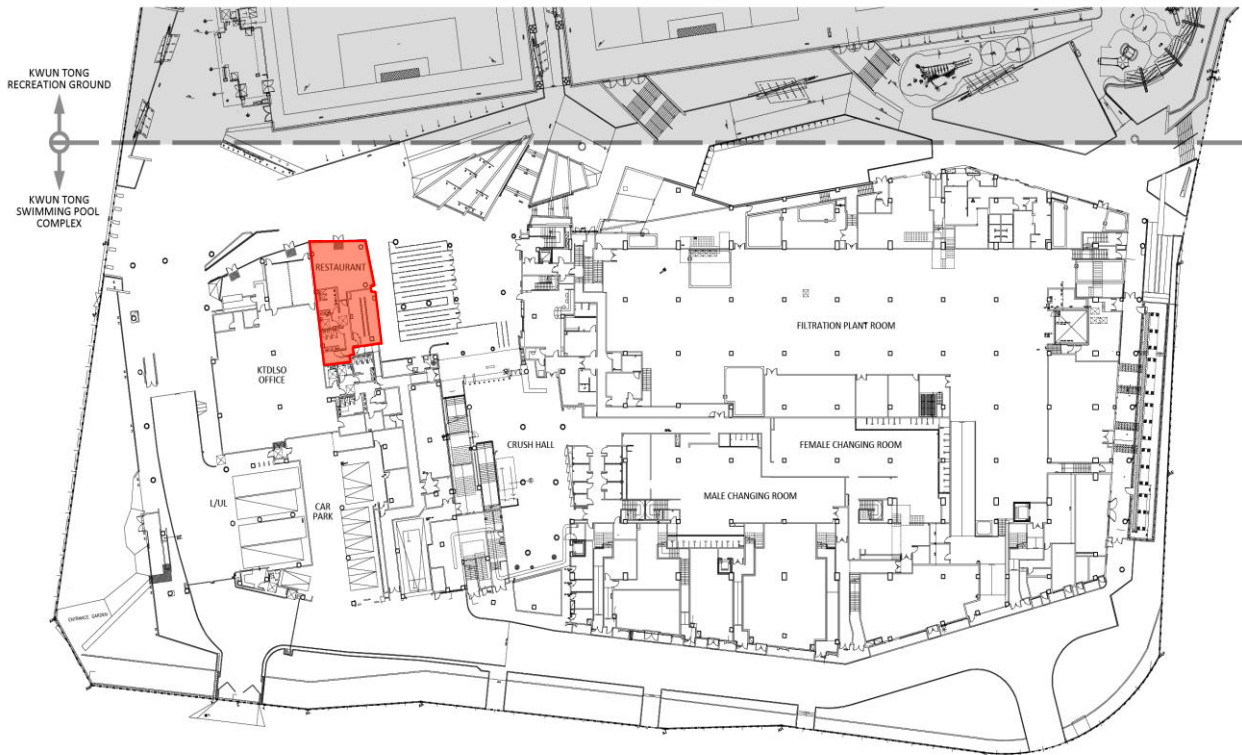 KWUN TONG
RECREATION GROUND
KWUN TONG
SWIMMING POOL
COMPLEX
RESTAURANT
FILTRATION PLANT ROOM
KTDLSO
OFFICE
CRUSH HALL
FEMALE CHANGING ROOM
MALE CHANGING ROOM
L/UL
CAR
PARK
ENTRANCE GARDEN